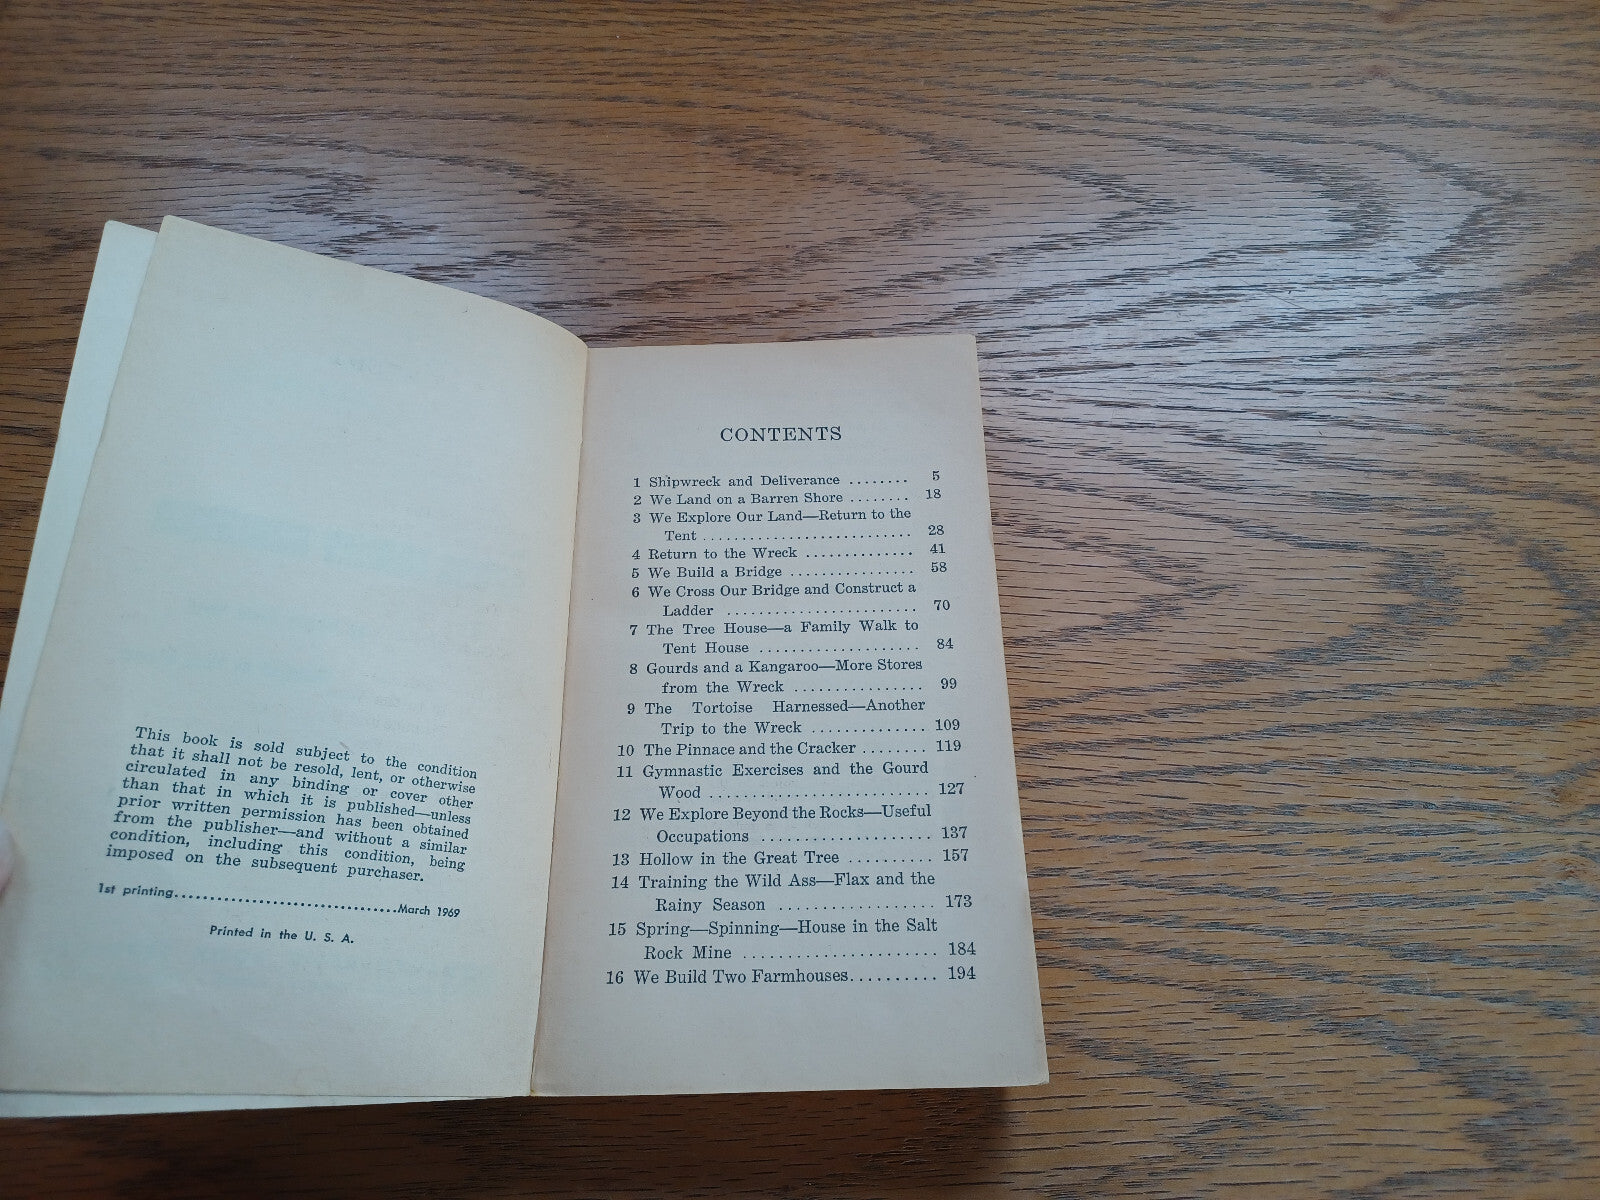 This book is sold subject to the condition
that it shall not be resold, lent, or otherwise
circulated in any binding or cover other
than that in which it is published—unless
prior written permission has been obtained
from the publisher—and without a similar
condition, including this condition, being
imposed on the subsequent purchaser.
1st printing.................................March 1969
Printed in the U. S. A.
CONTENTS
1 Shipwreck and Deliverance ........ 5
2 We Land on a Barren Shore ........ 18
3 We Explore Our Land—Return to the
Tent ............................ 28
4 Return to the Wreck .............. 41
5 We Build a Bridge ................ 58
6 We Cross Our Bridge and Construct a
Ladder ........................ 70
7 The Tree House—a Family Walk to
Tent House .................... 84
8 Gourds and a Kangaroo—More Stores
from the Wreck ................ 99
9 The Tortoise Harnessed—Another
Trip to the Wreck .............. 109
10 The Pinnace and the Cracker ........ 119
11 Gymnastic Exercises and the Gourd
Wood ........................... 127
12 We Explore Beyond the Rocks—Useful
Occupations ..................... 137
13 Hollow in the Great Tree .......... 157
14 Training the Wild Ass—Flax and the
Rainy Season .................. 173
15 Spring—Spinning—House in the Salt
Rock Mine ...................... 184
16 We Build Two Farmhouses.......... 194